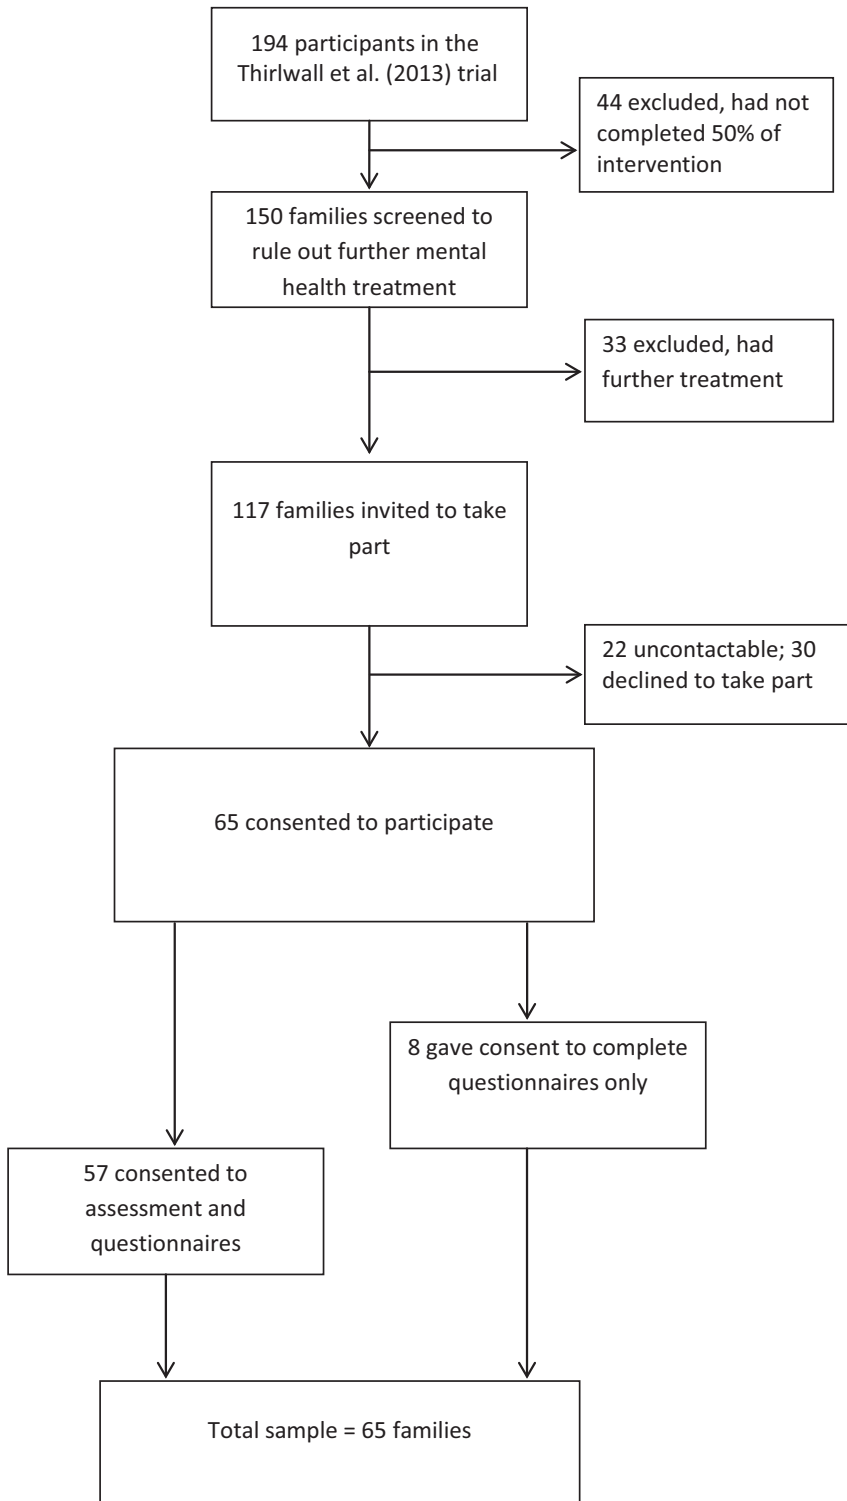 194 participants in the
Thirlwall et al. (2013) trial
44 excluded, had not
completed 50% of
intervention
150 families screened to
rule out further mental
health treatment
33 excluded, had
further treatment
117 families invited to take
part
22 uncontactable; 30
declined to take part
65 consented to participate
8 gave consent to complete
questionnaires only
57 consented to
assessment and
questionnaires
Total sample = 65 families